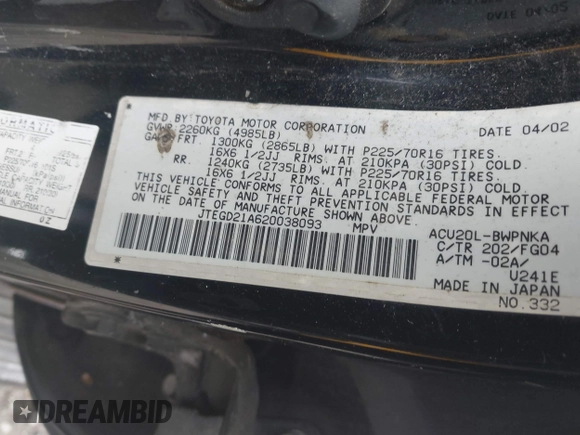 DATE 04/05
MFD BY TOYOTA MOTOR CORPORATION DATE 04/02
GVWR 2260KG (4985LB)
GAWR FRT 1300KG (2865LB) WITH P225/70R16 TIRES.
16X6 1/2JJ RIMS. AT 210KPA (30PSI) COLD.
RR. 1240KG (2735LB) WITH P225/70R16 TIRES.
16X6 1/2JJ RIMS. AT 210KPA (30PSI) COLD.
THIS VEHICLE CONFORMS TO ALL APPLICABLE FEDERAL MOTOR
VEHICLE SAFETY AND THEFT PREVENTION STANDARDS IN EFFECT
ON THE DATE OF MANUFACTURE SHOWN ABOVE.
JTEGD21A620038093 MPV
ACU20L-BWPNKA
C/TR 202/FG04
A/TM -02A/
U241E
MADE IN JAPAN
NO.332
DREAMBID